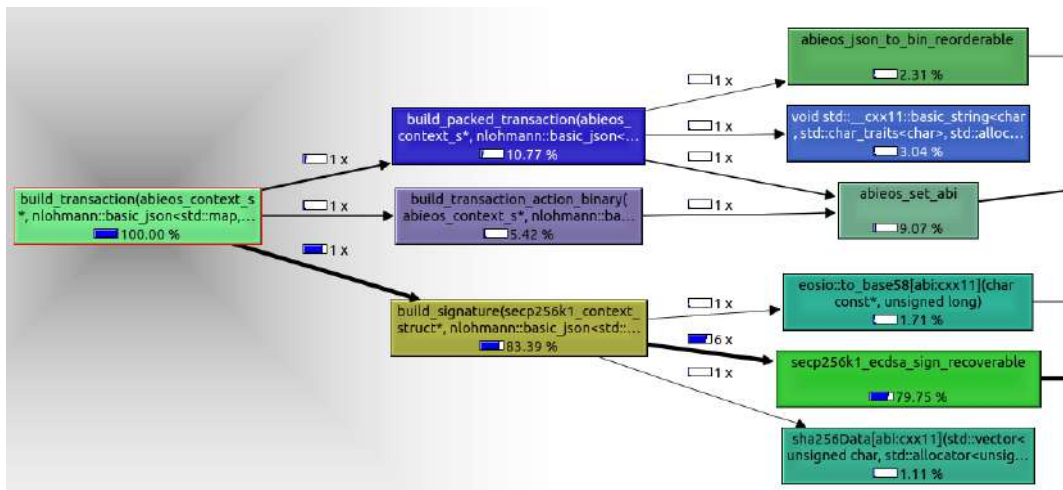 abieos_json_to_bin_reorderable
2.31 %
1 x
build_packed_transaction(abieos_
context_s*, nlohmann::basic_json<...
10.77 %
1 x
void std::__cxx11::basic_string<char
, std::char_traits<char>, std::alloc...
3.04 %
1 x
1 x
build_transaction(abieos_context_s
*, nlohmann::basic_json<std::map,...
100.00 %
1 x
build_transaction_action_binary(
abieos_context_s*, nlohmann::ba...
5.42 %
1 x
abieos_set_abi
9.07 %
1 x
build_signature(secp256k1_context_
struct*, nlohmann::basic_json<std::...
83.39 %
1 x
eosio::to_base58[abi:cxx11](char
const*, unsigned long)
1.71 %
6 x
secp256k1_ecdsa_sign_recoverable
79.75 %
1 x
sha256Data[abi:cxx11](std::vector<
unsigned char, std::allocator<unsig...
1.11 %